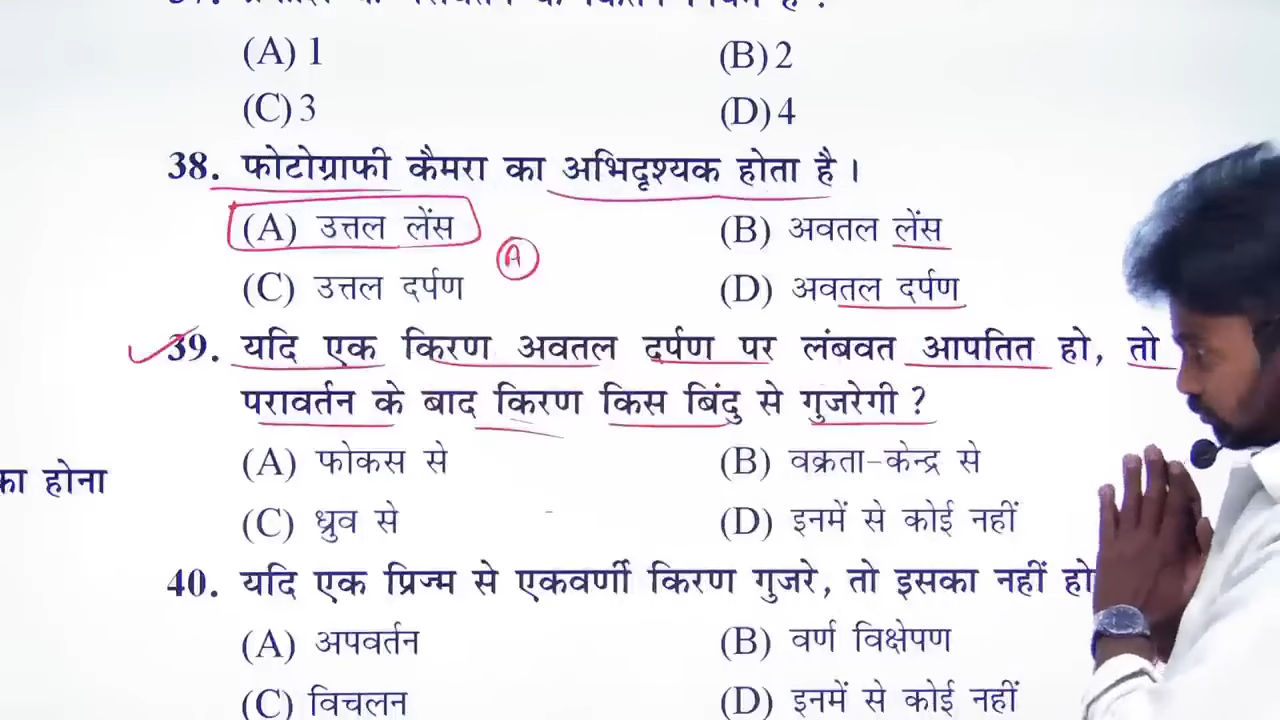 (A) 1
(B) 2
(C) 3
(D) 4
38. फोटोग्राफी कैमरा का अभिदृश्यक होता है ।
(A) उत्तल लेंस
(B) अवतल लेंस
A
(C) उत्तल दर्पण
(D) अवतल दर्पण
39. यदि एक किरण अवतल दर्पण पर लंबवत आपतित हो, तो
परावर्तन के बाद किरण किस बिंदु से गुजरेगी ?
(A) फोकस से
(B) वक्रता-केन्द्र से
का होना
(C) ध्रुव से
(D) इनमें से कोई नहीं
40. यदि एक प्रिज्म से एकवर्णी किरण गुजरे, तो इसका नहीं हो
(A) अपवर्तन
(B) वर्ण विक्षेपण
(C) विचलन
(D) इनमें से कोई नहीं